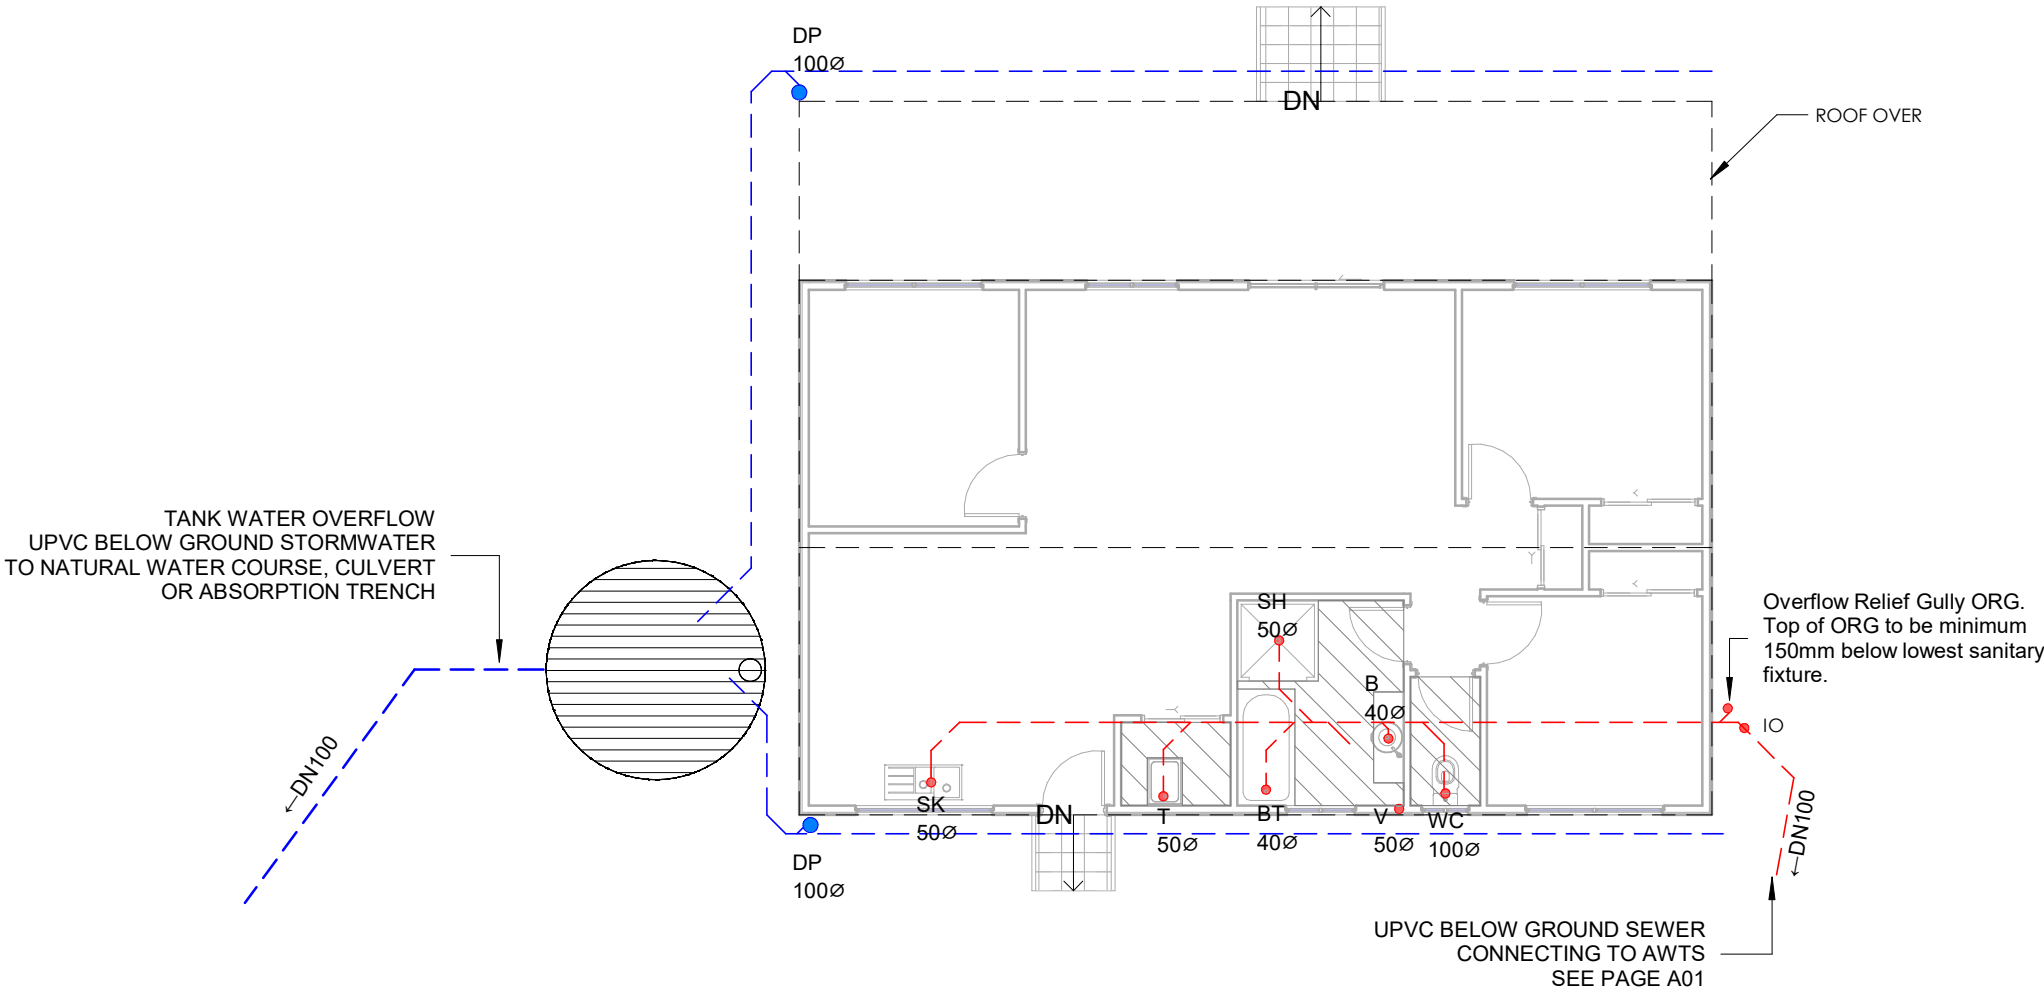 DP
100Ø
DN
ROOF OVER
TANK WATER OVERFLOW
UPVC BELOW GROUND STORMWATER
TO NATURAL WATER COURSE, CULVERT
OR ABSORPTION TRENCH
←DN100
SH
50Ø
B
40Ø
Overflow Relief Gully ORG.
Top of ORG to be minimum
150mm below lowest sanitary
fixture.
IO
SK
50Ø
DN
T
50Ø
BT
40Ø
V
50Ø
WC
100Ø
DP
100Ø
←DN100
UPVC BELOW GROUND SEWER
CONNECTING TO AWTS
SEE PAGE A01